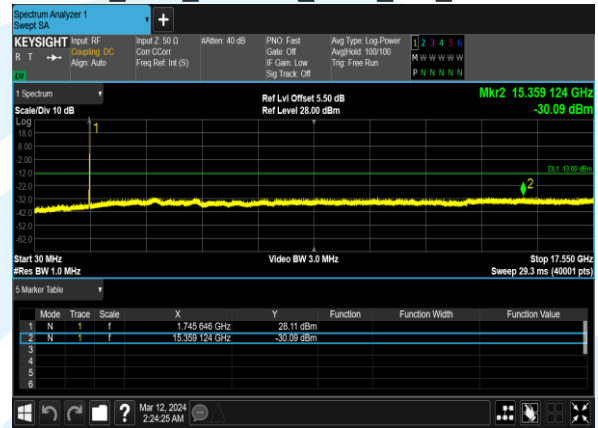 Spectrum Analyzer 1
Swept SA
+
KEYSIGHT Input: RF Input Z: 50 Ω #Atten: 40 dB PNO: Fast Avg Type: Log-Power 1 2 3 4 5 6
R T Coupling: DC Corr CCorr Gate: Off Avg|Hold: 100/100 M W W W W W
Align: Auto Freq Ref: Int (S) IF Gain: Low Trig: Free Run
Sig Track: Off P N N N N N
1 Spectrum Mkr2 15.359 124 GHz
Ref Lvl Offset 5.50 dB
Scale/Div 10 dB Ref Level 28.00 dBm -30.09 dBm
Log 1
18.0
8.00
-2.00
-12.0 DL1 -13.00 dBm
-22.0 2
-32.0
-42.0
-52.0
-62.0
Start 30 MHz Video BW 3.0 MHz Stop 17.550 GHz
#Res BW 1.0 MHz Sweep 29.3 ms (40001 pts)
5 Marker Table
Mode Trace Scale X Y Function Function Width Function Value
1 N 1 f 1.745 646 GHz 28.11 dBm
2 N 1 f 15.359 124 GHz -30.09 dBm
3
4
5
6
? Mar 12, 2024
2:24:25 AM